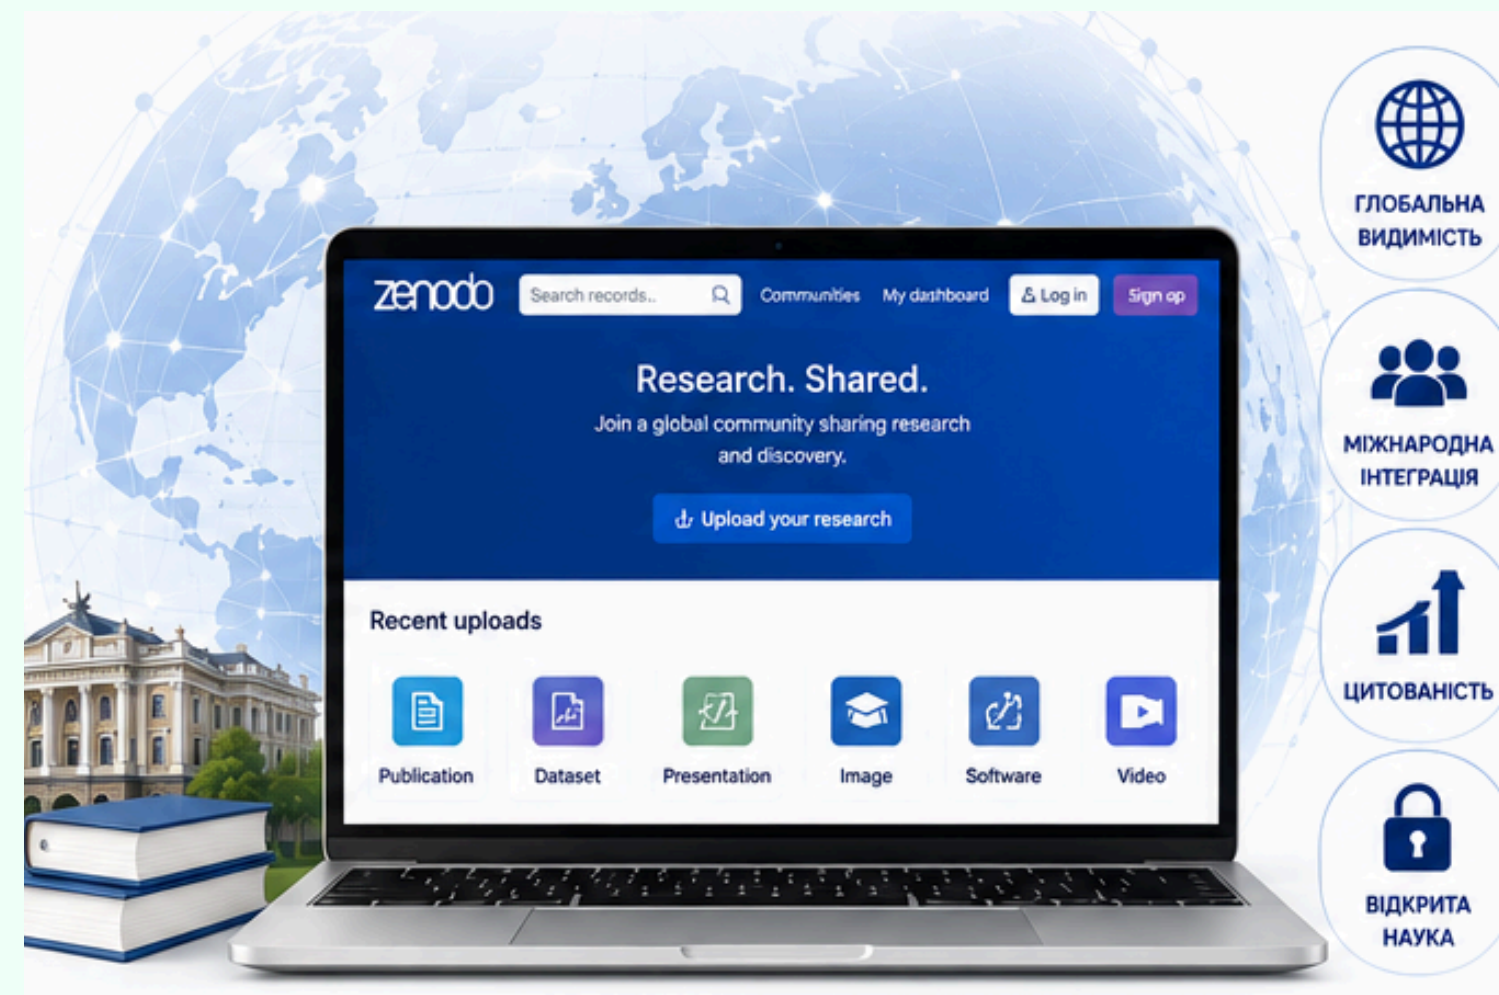 zenodo
Search records..
Communities
My dashboard
Log in
Sign op
Research. Shared.
Join a global community sharing research
and discovery.
Upload your research
Recent uploads
Publication
Dataset
Presentation
Image
Software
Video
ГЛОБАЛЬНА
ВИДИМІСТЬ
МІЖНАРОДНА
ІНТЕГРАЦІЯ
ЦИТОВАНІСТЬ
ВІДКРИТА
НАУКА